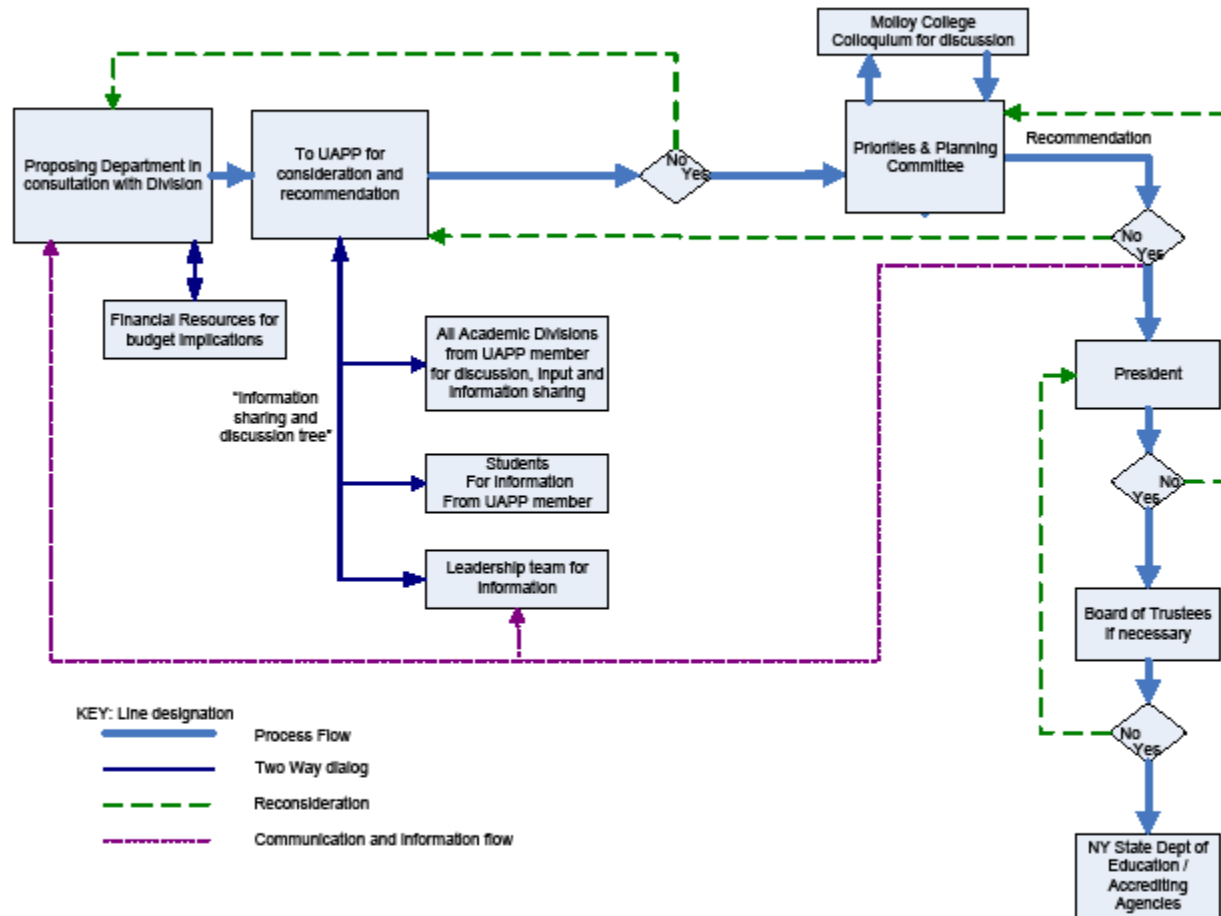 Molloy College
Colloquium for discussion
Proposing Department in
consultation with Division
To UAPP for
consideration and
recommendation
No
Yes
Priorities & Planning
Committee
Recommendation
No
Yes
Financial Resources for
budget implications
All Academic Divisions
from UAPP member
for discussion, input and
information sharing
"Information
sharing and
discussion tree"
Students
For Information
From UAPP member
Leadership team for
information
President
No
Yes
Board of Trustees
if necessary
No
Yes
NY State Dept of
Education /
Accrediting
Agencies
KEY: Line designation
Process Flow
Two Way dialog
Reconsideration
Communication and information flow